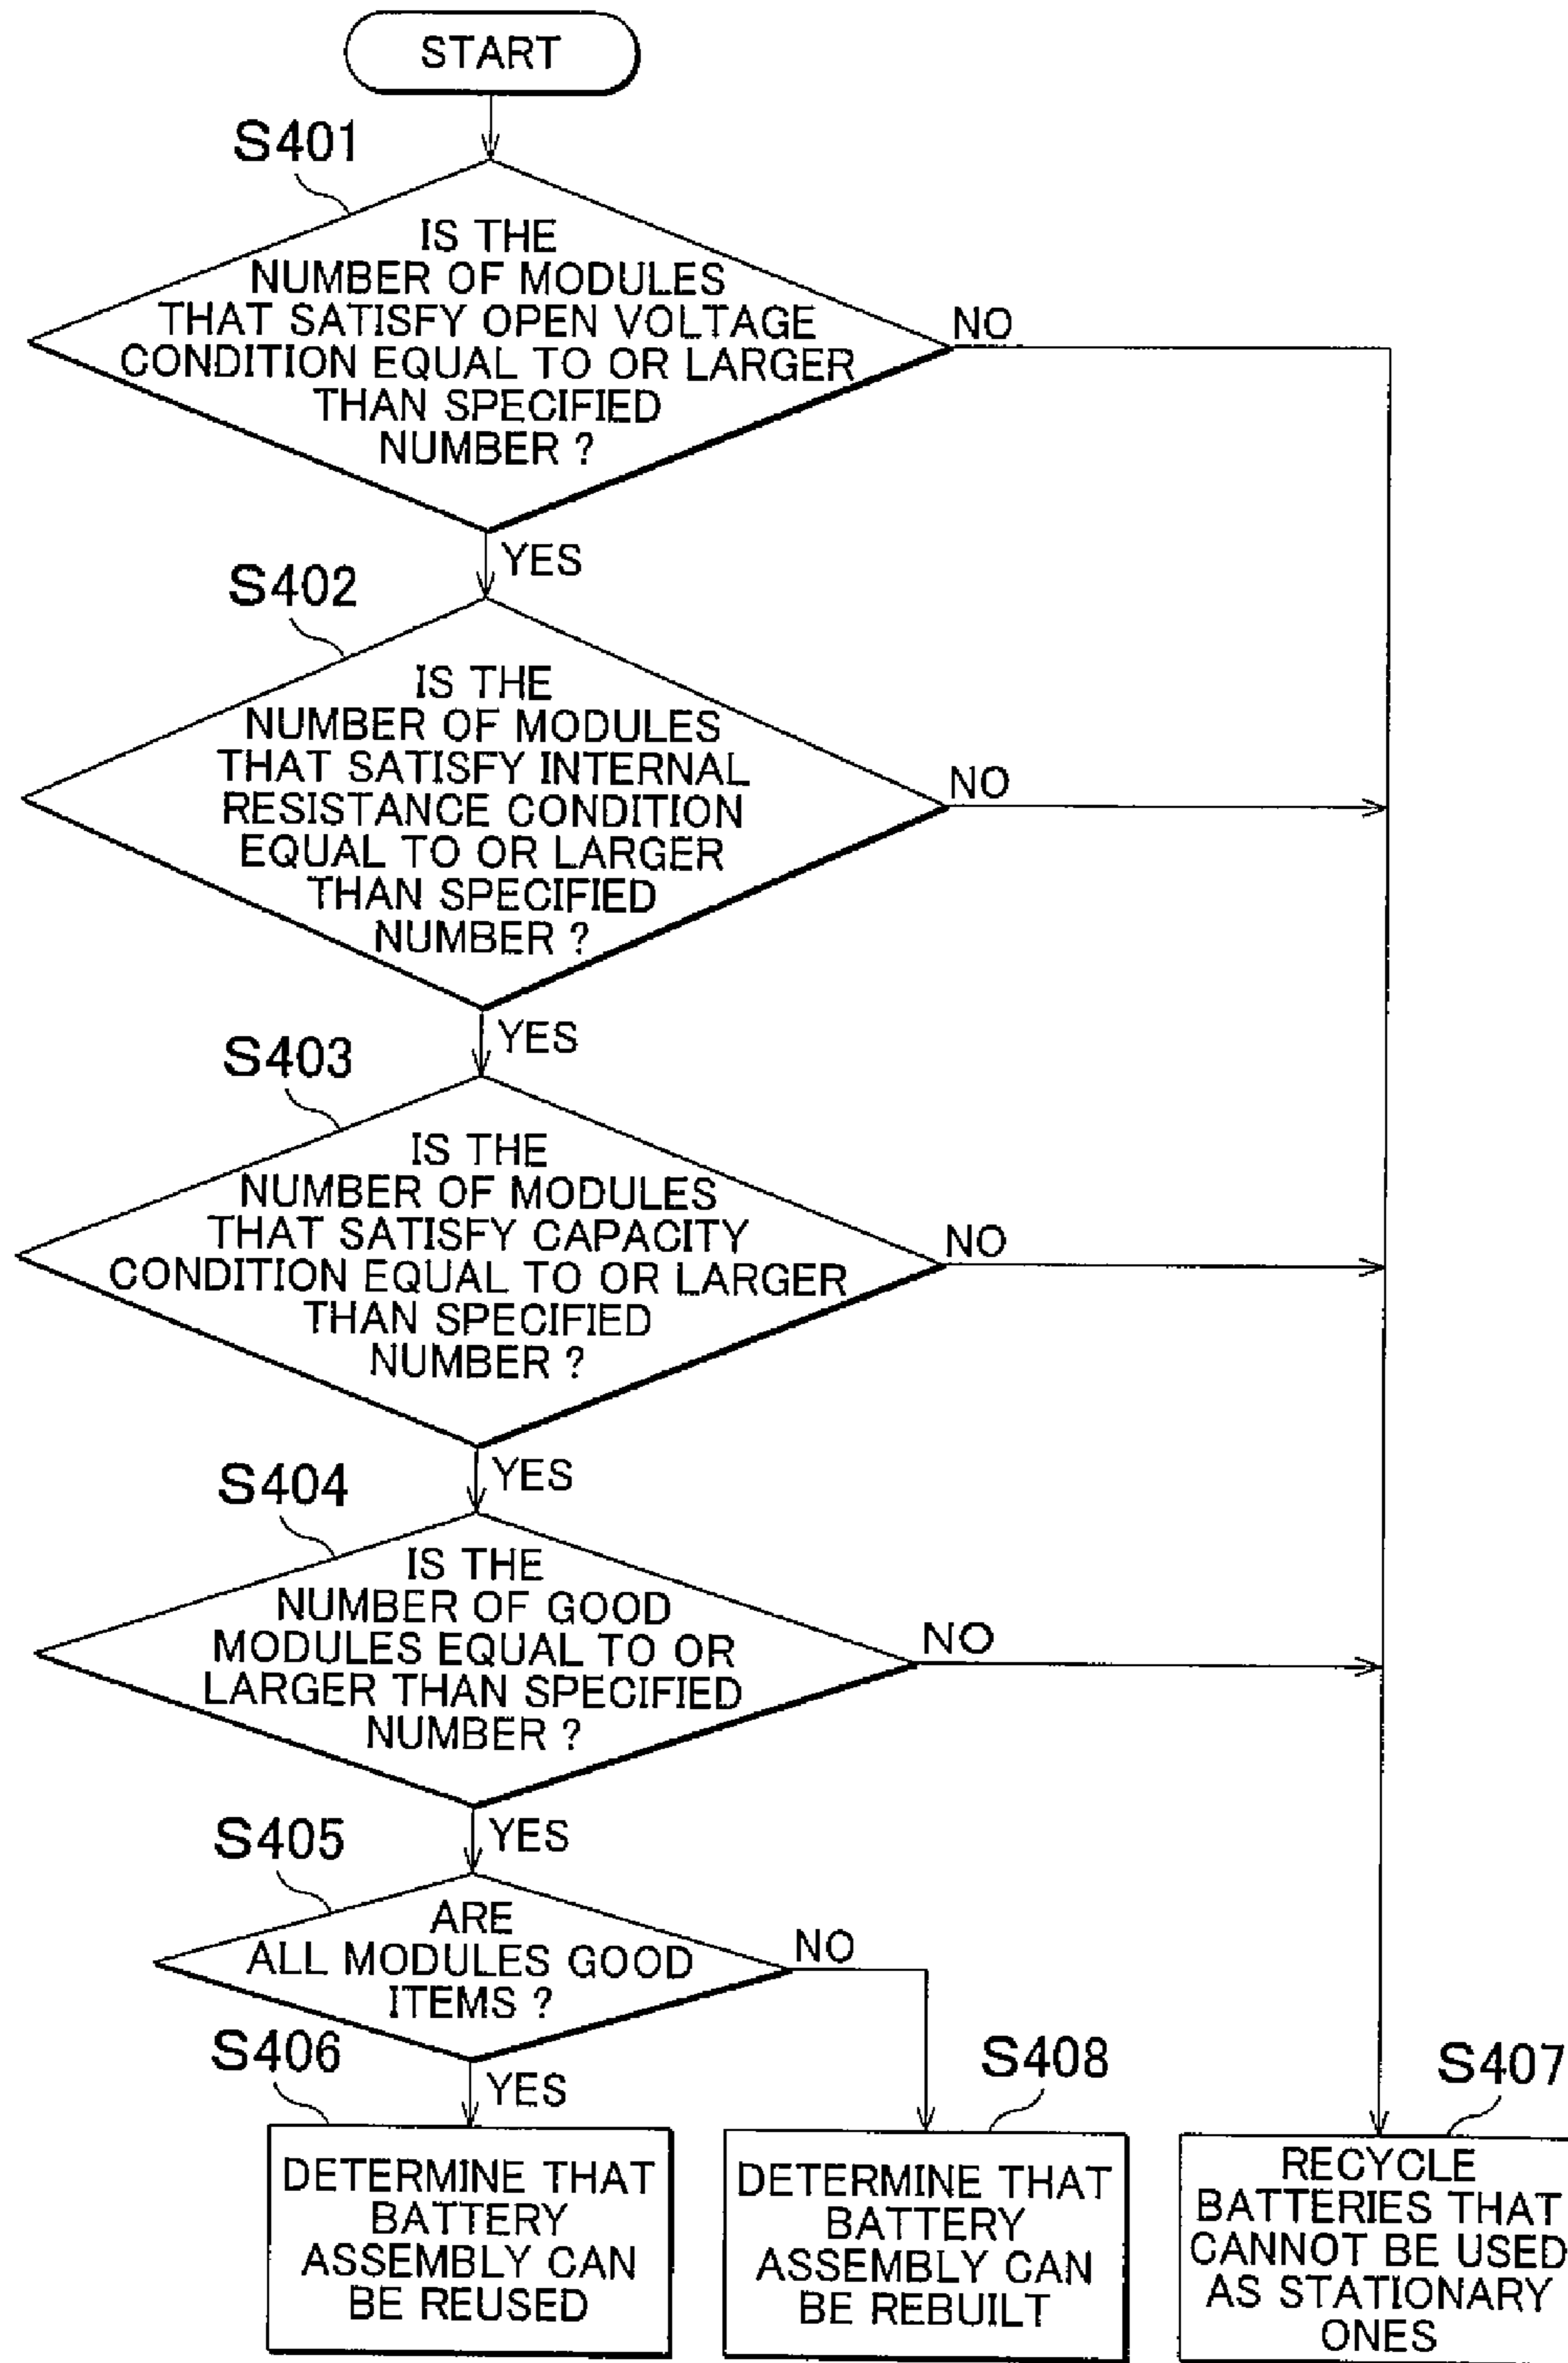 START
S401
IS THE
NUMBER OF MODULES
THAT SATISFY OPEN VOLTAGE
CONDITION EQUAL TO OR LARGER
THAN SPECIFIED
NUMBER ?
NO
YES
S402
IS THE
NUMBER OF MODULES
THAT SATISFY INTERNAL
RESISTANCE CONDITION
EQUAL TO OR LARGER
THAN SPECIFIED
NUMBER ?
NO
YES
S403
IS THE
NUMBER OF MODULES
THAT SATISFY CAPACITY
CONDITION EQUAL TO OR LARGER
THAN SPECIFIED
NUMBER ?
NO
YES
S404
IS THE
NUMBER OF GOOD
MODULES EQUAL TO OR
LARGER THAN SPECIFIED
NUMBER ?
NO
YES
S405
ARE
ALL MODULES GOOD
ITEMS ?
NO
YES
S406
DETERMINE THAT
BATTERY
ASSEMBLY CAN
BE REUSED
S408
DETERMINE THAT
BATTERY
ASSEMBLY CAN
BE REBUILT
S407
RECYCLE
BATTERIES THAT
CANNOT BE USED
AS STATIONARY
ONES